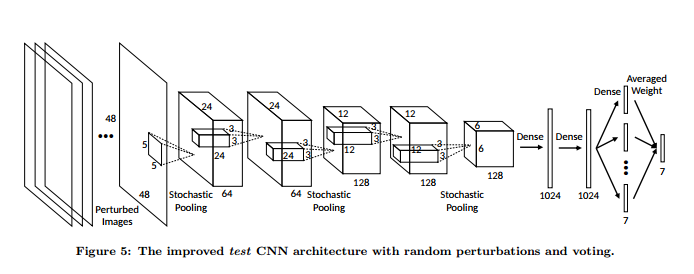 48
48
Perturbed
Images
5
5
24
3
3
24
Stochastic
Pooling
64
24
3
3
24
64
12
3
3
12
Stochastic
Pooling
128
12
3
3
12
128
6
6
Stochastic
Pooling
128
Dense
1024
Dense
1024
Dense
7
Averaged
Weight
7
Figure 5: The improved test CNN architecture with random perturbations and voting.